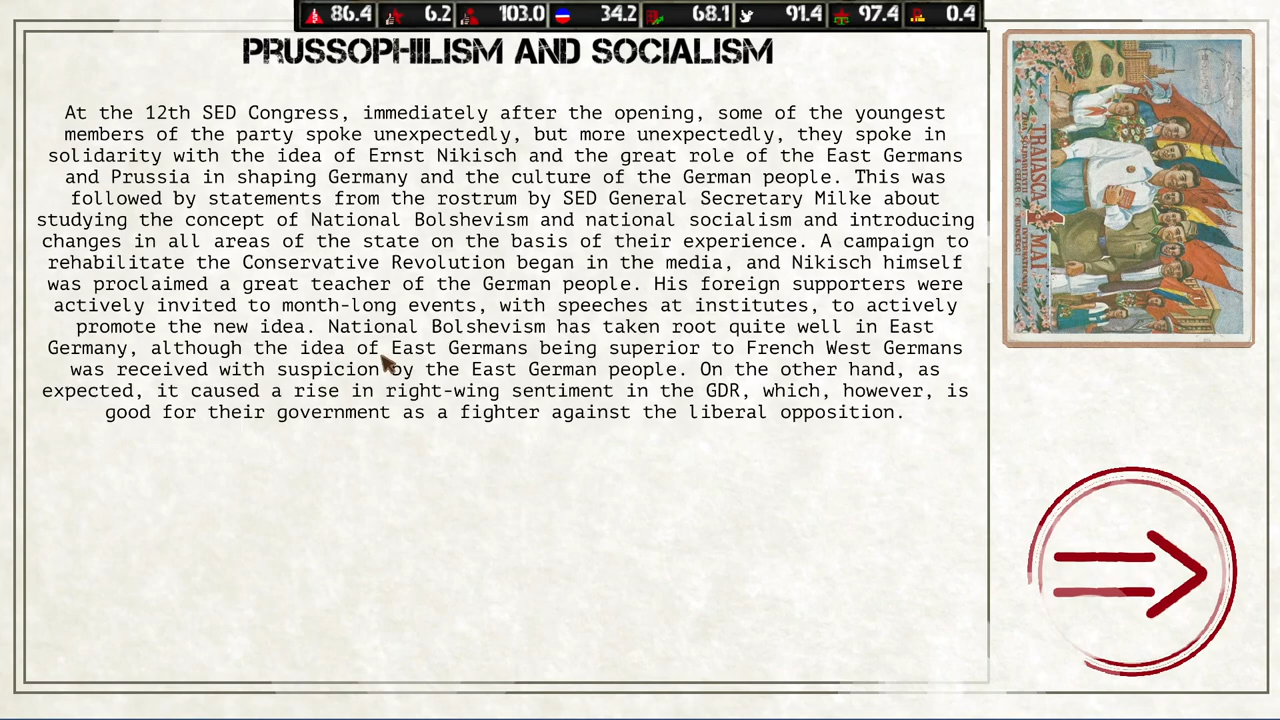 86.4 6.2 103.0 34.2 68.1 91.4 97.4 0.4
PRUSSOPHILISM AND SOCIALISM
At the 12th SED Congress, immediately after the opening, some of the youngest
members of the party spoke unexpectedly, but more unexpectedly, they spoke in
solidarity with the idea of Ernst Nikisch and the great role of the East Germans
and Prussia in shaping Germany and the culture of the German people. This was
followed by statements from the rostrum by SED General Secretary Milke about
studying the concept of National Bolshevism and national socialism and introducing
changes in all areas of the state on the basis of their experience. A campaign to
rehabilitate the Conservative Revolution began in the media, and Nikisch himself
was proclaimed a great teacher of the German people. His foreign supporters were
actively invited to month-long events, with speeches at institutes, to actively
promote the new idea. National Bolshevism has taken root quite well in East
Germany, although the idea of East Germans being superior to French West Germans
was received with suspicion by the East German people. On the other hand, as
expected, it caused a rise in right-wing sentiment in the GDR, which, however, is
good for their government as a fighter against the liberal opposition.
TRAIASCA 1 MAI